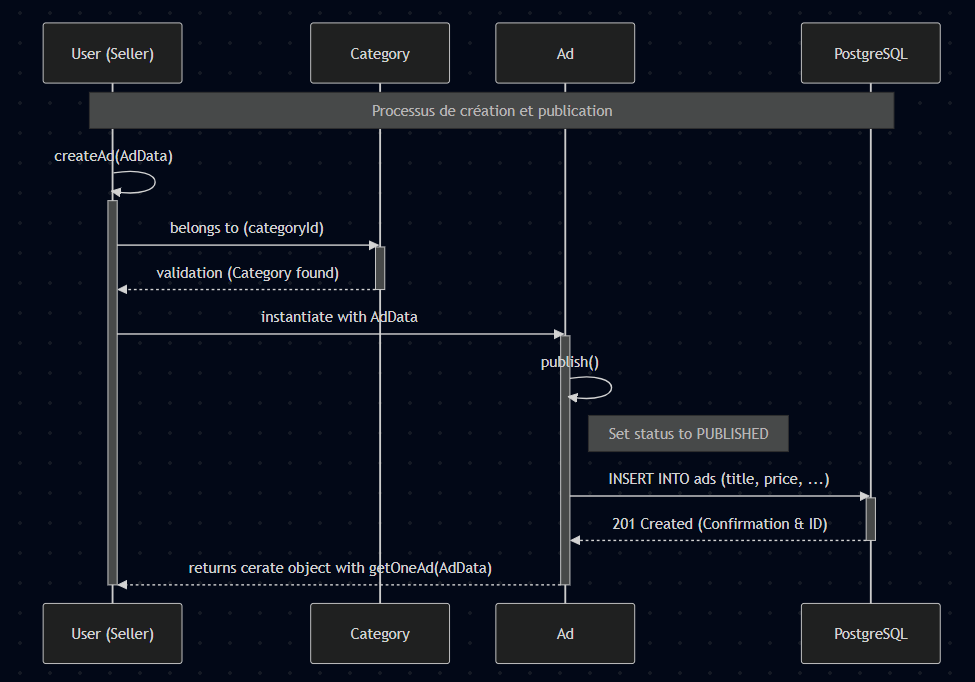 User (Seller)
Category
Ad
PostgreSQL
Processus de création et publication
createAd(AdData)
belongs to (categoryId)
validation (Category found)
instantiate with AdData
publish()
Set status to PUBLISHED
INSERT INTO ads (title, price, ...)
201 Created (Confirmation & ID)
returns cerate object with getOneAd(AdData)
User (Seller)
Category
Ad
PostgreSQL